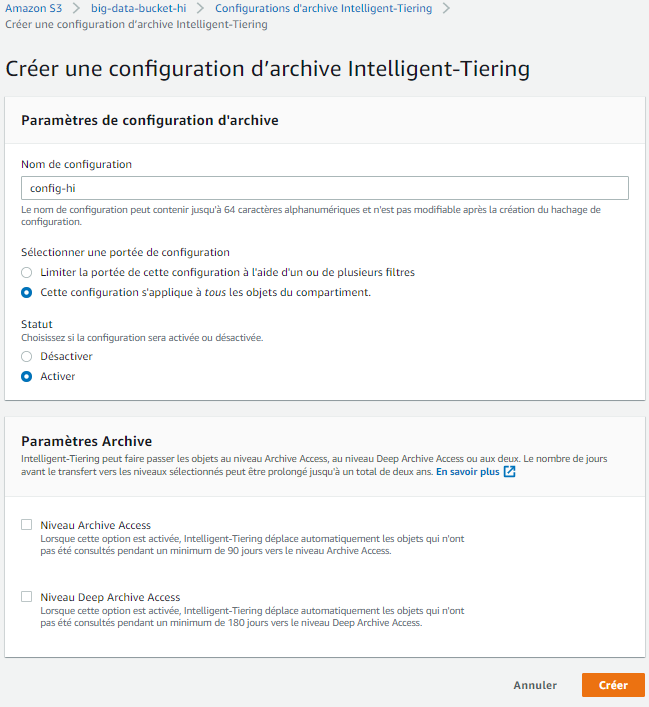 Amazon S3 > big-data-bucket-hi > Configurations d'archive Intelligent-Tiering >
Créer une configuration d'archive Intelligent-Tiering
Créer une configuration d'archive Intelligent-Tiering
Paramètres de configuration d'archive
Nom de configuration
config-hi
Le nom de configuration peut contenir jusqu'à 64 caractères alphanumériques et n'est pas modifiable après la création du hachage de
configuration.
Sélectionner une portée de configuration
Limiter la portée de cette configuration à l'aide d'un ou de plusieurs filtres
Cette configuration s'applique à tous les objets du compartiment.
Statut
Choisissez si la configuration sera activée ou désactivée.
Désactiver
Activer
Paramètres Archive
Intelligent-Tiering peut faire passer les objets au niveau Archive Access, au niveau Deep Archive Access ou aux deux. Le nombre de jours
avant le transfert vers les niveaux sélectionnés peut être prolongé jusqu'à un total de deux ans. En savoir plus
Niveau Archive Access
Lorsque cette option est activée, Intelligent-Tiering déplace automatiquement les objets qui n'ont
pas été consultés pendant un minimum de 90 jours vers le niveau Archive Access.
Niveau Deep Archive Access
Lorsque cette option est activée, Intelligent-Tiering déplace automatiquement les objets qui n'ont
pas été consultés pendant un minimum de 180 jours vers le niveau Deep Archive Access.
Annuler Créer